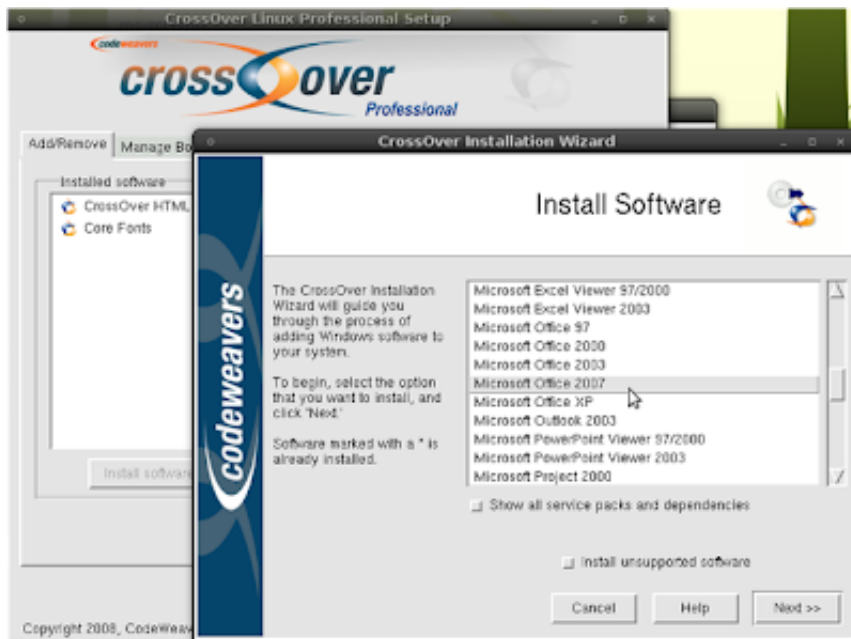 CrossOver Linux Professional Setup
codeweavers
crossover
Professional
Add/Remove
Manage Bo
Installed software
CrossOver HTML
Core Fonts
Install software
Copyright 2008, CodeWeav
CrossOver Installation Wizard
Install Software
codeweavers
The CrossOver Installation
Wizard will guide you
through the process of
adding Windows software to
your system.
To begin, select the option
that you want to install, and
click 'Next.'
Software marked with a * is
already installed.
Microsoft Excel Viewer 97/2000
Microsoft Excel Viewer 2003
Microsoft Office 97
Microsoft Office 2000
Microsoft Office 2003
Microsoft Office 2007
Microsoft Office XP
Microsoft Outlook 2003
Microsoft PowerPoint Viewer 97/2000
Microsoft PowerPoint Viewer 2003
Microsoft Project 2000
Show all service packs and dependencies
Install unsupported software
Cancel
Help
Next >>